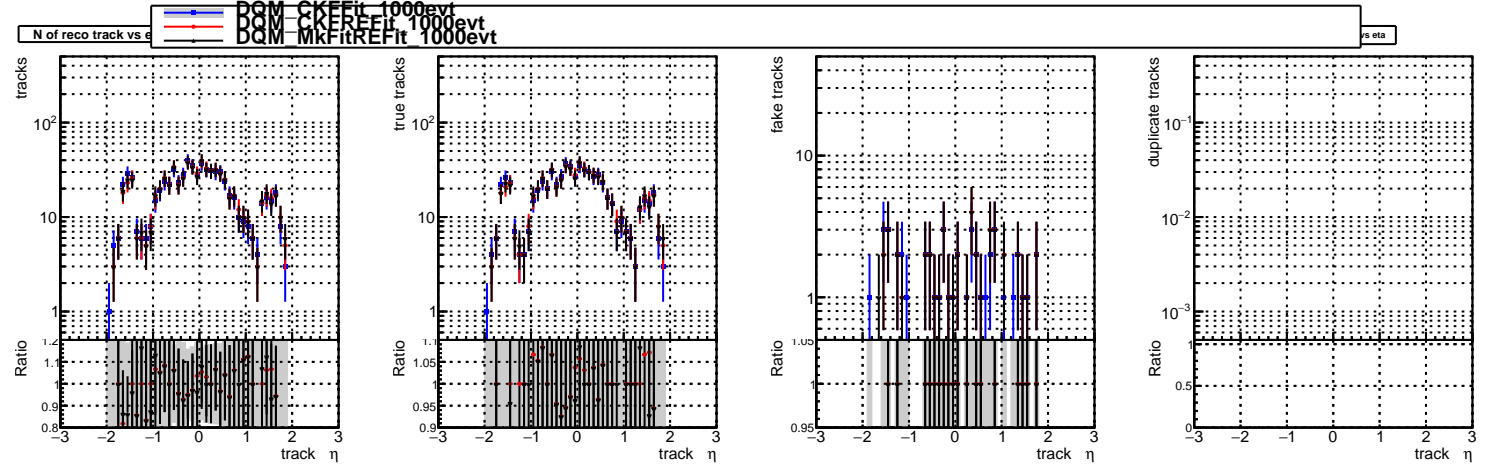 DQM_CKFFit_1000evt
DQM_CKFREFit_1000evt
DQM_MkFitREFit_1000evt
N of reco track vs e
vs eta
tracks
10²
10
1
Ratio
1.2
1.1
1
0.9
0.8
−3 −2 −1 0 1 2 3
track η
true tracks
10²
10
1
Ratio
1.1
1.05
1
0.95
0.9
−3 −2 −1 0 1 2 3
track η
fake tracks
10
1
Ratio
1.05
1
0.95
−3 −2 −1 0 1 2 3
track η
duplicate tracks
10⁻¹
10⁻²
10⁻³
Ratio
1
0.5
0
−3 −2 −1 0 1 2 3
track η